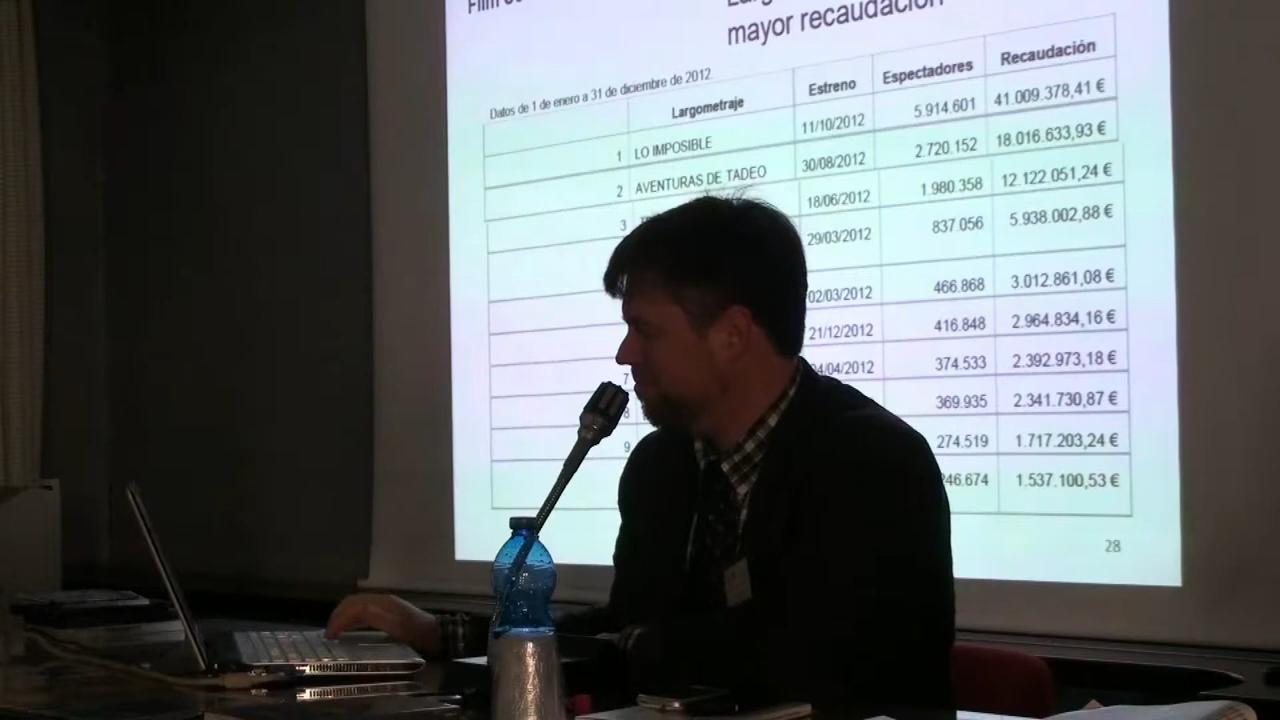 mayor recaudación
Datos de 1 de enero a 31 de diciembre de 2012
Largometraje Estreno Espectadores Recaudación
1 LO IMPOSIBLE 11/10/2012 5.914.601 41.009.378,41 €
2 AVENTURAS DE TADEO 30/08/2012 2.720.152 18.016.633,93 €
3 18/06/2012 1.980.358 12.122.051,24 €
29/03/2012 837.056 5.938.002,88 €
02/03/2012 466.868 3.012.861,08 €
21/12/2012 416.848 2.964.834,16 €
7 04/04/2012 374.533 2.392.973,18 €
8 369.935 2.341.730,87 €
9 274.519 1.717.203,24 €
246.674 1.537.100,53 €
28